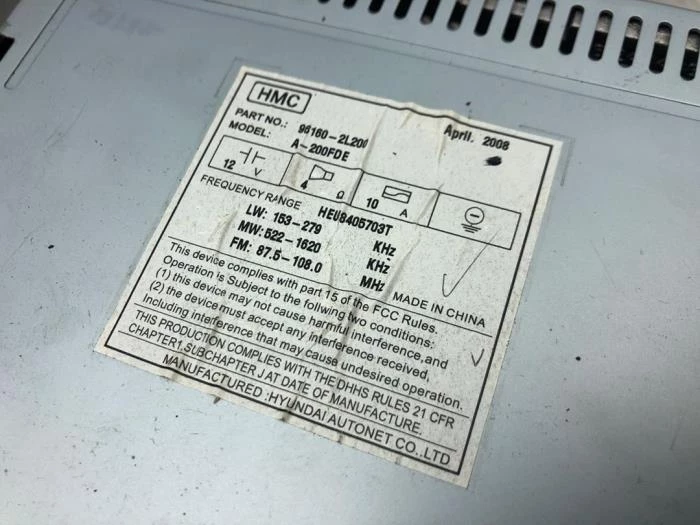 HMC
April. 2008
PART NO.: 96160-2L200
MODEL: A-200FDE
12 V 4 Ω 10 A
FREQUENCY RANGE HEU8405703T
LW: 153-279 KHz
MW: 522-1620 KHz
FM: 87.5-108.0 MHz MADE IN CHINA
This device complies with part 15 of the FCC Rules.
Operation is Subject to the follwing two conditions:
(1) this device may not cause harmful interference,and
(2) the device must accept any interference received,
Including interference that may cause undesired operation.
THIS PRODUCTION COMPLIES WITH THE DHHS RULES 21 CFR
CHAPTER1.SUBCHAPTER J AT DATE OF MANUFACTURE
MANUFACTURED :HYUNDAI AUTONET CO.,LTD